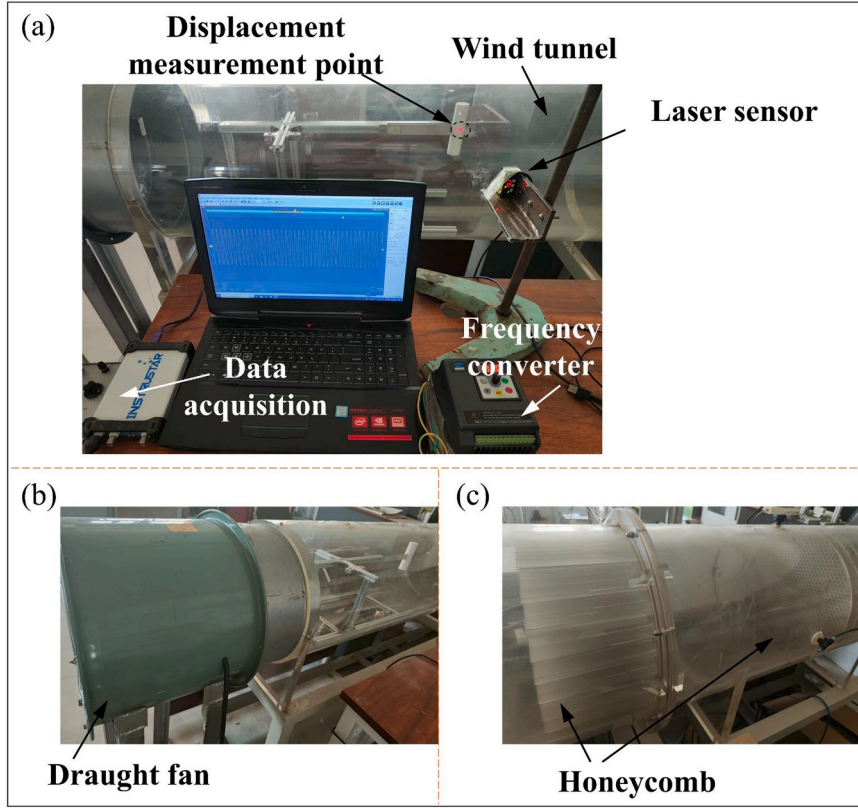 (a)
Displacement
measurement point
Wind tunnel
Laser sensor
Frequency
converter
Data
acquisition
INSTRUSTAR
(b)
Draught fan
(c)
Honeycomb